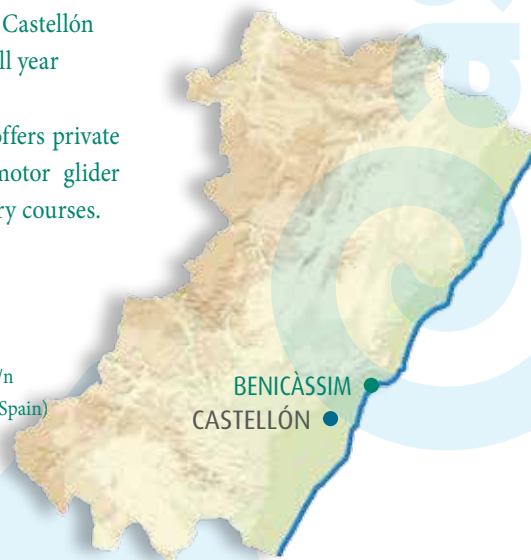 Castellón
ll year
offers private
motor glider
ry courses.
/n
Spain)
BENICÀSSIM
CASTELLÓN